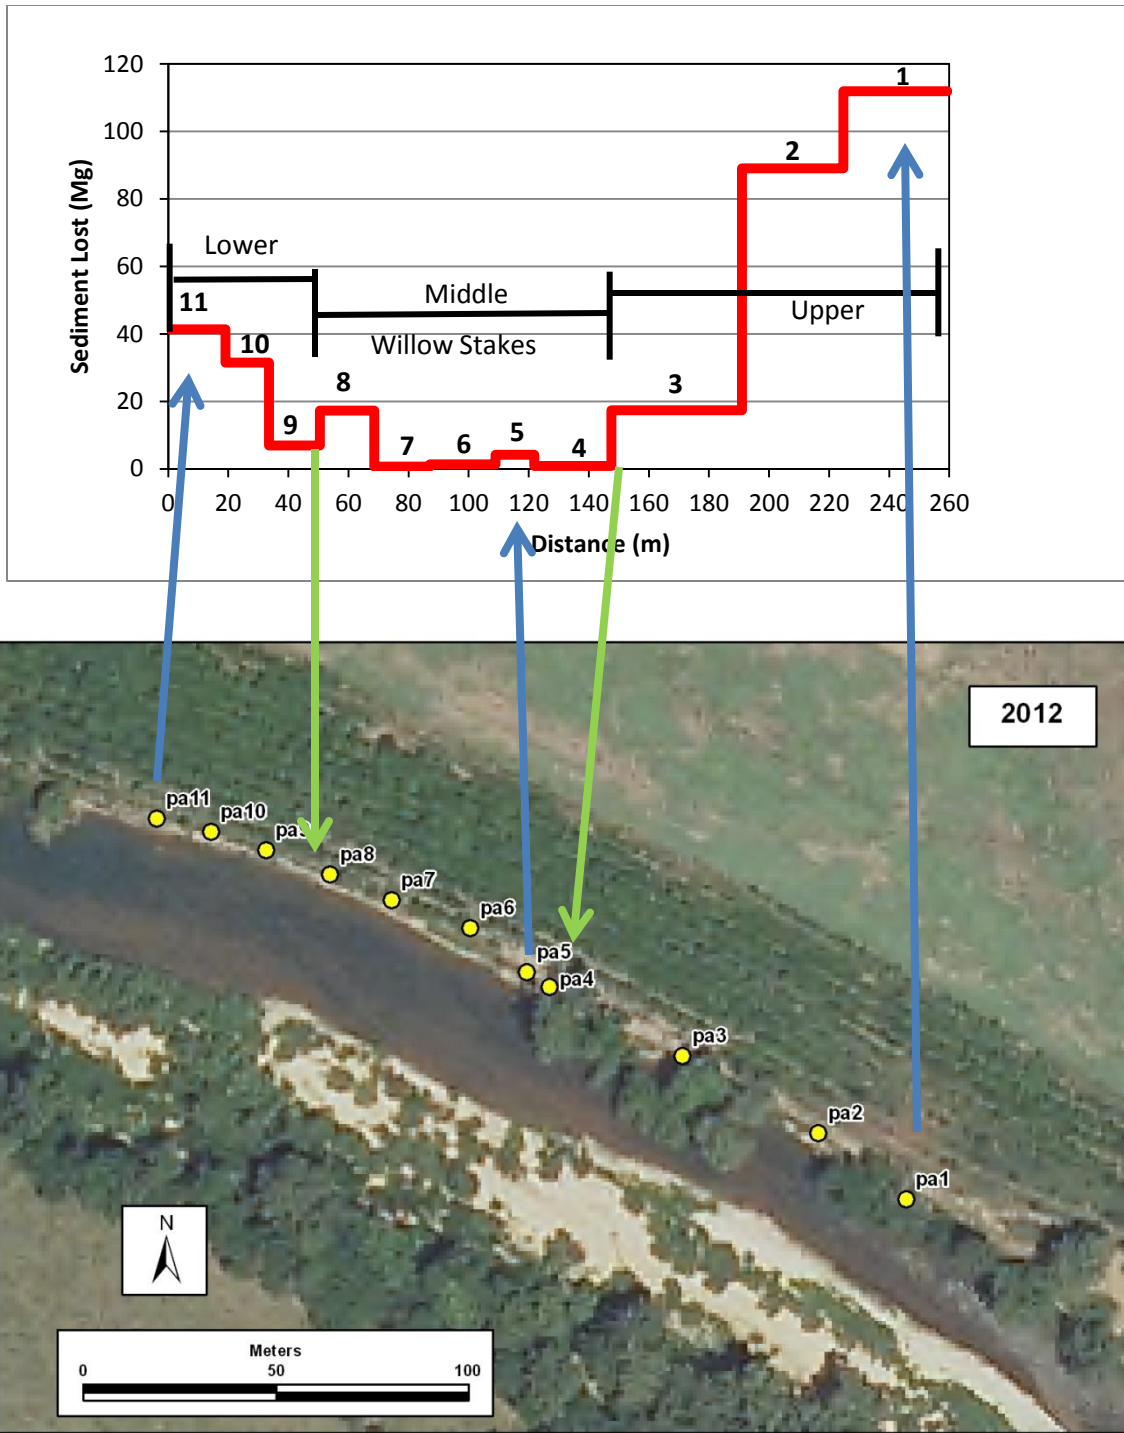 120
100
80
60
40
20
0
Sediment Lost (Mg)
1
2
Lower
11
Middle
Upper
10
Willow Stakes
8
3
9
7
6
5
4
0 20 40 60 80 100 120 140 160 180 200 220 240 260
Distance (m)
2012
pa11
pa10
pa9
pa8
pa7
pa6
pa5
pa4
pa3
pa2
pa1
N
Meters
0 50 100